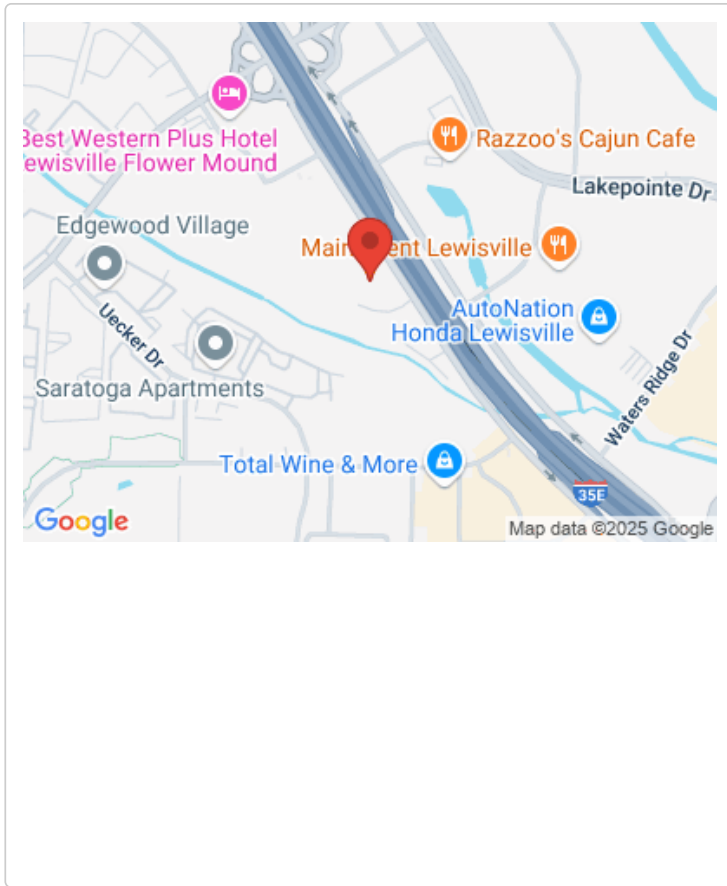 Best Western Plus Hotel
ewisville Flower Mound
Razzoo's Cajun Cafe
Lakepointe Dr
Edgewood Village
Lewisville
AutoNation
Honda Lewisville
Uecker Dr
Saratoga Apartments
Waters Ridge Dr
Total Wine & More
35E
Google
Map data ©2025 Google